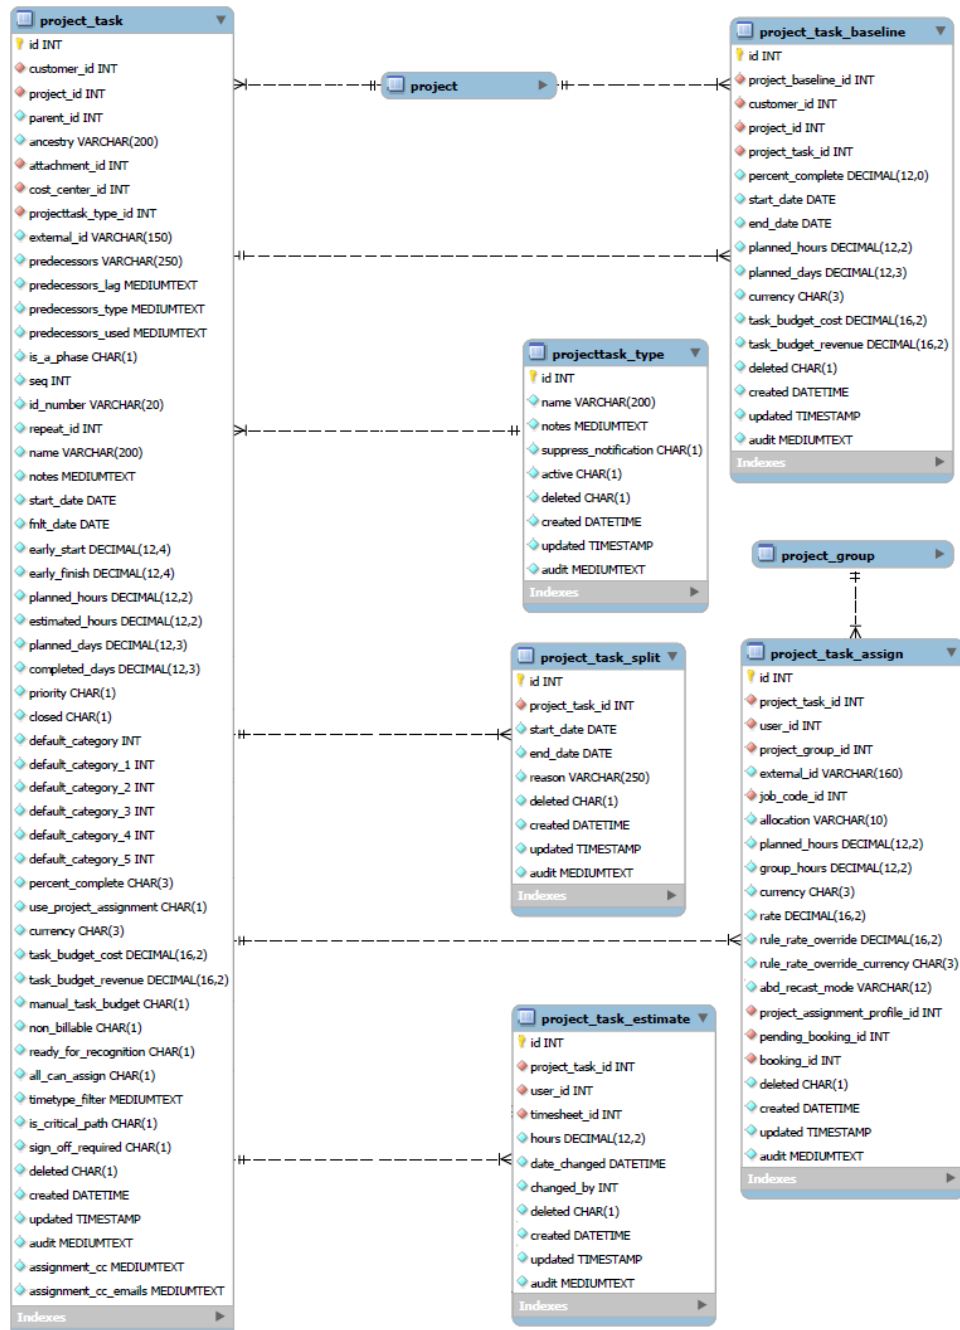 project_task
id INT
customer_id INT
project_id INT
parent_id INT
ancestry VARCHAR(200)
attachment_id INT
cost_center_id INT
projecttask_type_id INT
external_id VARCHAR(150)
predecessors VARCHAR(250)
predecessors_lag MEDIUMTEXT
predecessors_type MEDIUMTEXT
predecessors_used MEDIUMTEXT
is_a_phase CHAR(1)
seq INT
id_number VARCHAR(20)
repeat_id INT
name VARCHAR(200)
notes MEDIUMTEXT
start_date DATE
fnlt_date DATE
early_start DECIMAL(12,4)
early_finish DECIMAL(12,4)
planned_hours DECIMAL(12,2)
estimated_hours DECIMAL(12,2)
planned_days DECIMAL(12,3)
completed_days DECIMAL(12,3)
priority CHAR(1)
closed CHAR(1)
default_category INT
default_category_1 INT
default_category_2 INT
default_category_3 INT
default_category_4 INT
default_category_5 INT
percent_complete CHAR(3)
use_project_assignment CHAR(1)
currency CHAR(3)
task_budget_cost DECIMAL(16,2)
task_budget_revenue DECIMAL(16,2)
manual_task_budget CHAR(1)
non_billable CHAR(1)
ready_for_recognition CHAR(1)
all_can_assign CHAR(1)
timetype_filter MEDIUMTEXT
is_critical_path CHAR(1)
sign_off_required CHAR(1)
deleted CHAR(1)
created DATETIME
updated TIMESTAMP
audit MEDIUMTEXT
assignment_cc MEDIUMTEXT
assignment_cc_emails MEDIUMTEXT
Indexes
project
project_task_baseline
id INT
project_baseline_id INT
customer_id INT
project_id INT
project_task_id INT
percent_complete DECIMAL(12,0)
start_date DATE
end_date DATE
planned_hours DECIMAL(12,2)
planned_days DECIMAL(12,3)
currency CHAR(3)
task_budget_cost DECIMAL(16,2)
task_budget_revenue DECIMAL(16,2)
deleted CHAR(1)
created DATETIME
updated TIMESTAMP
audit MEDIUMTEXT
Indexes
projecttask_type
id INT
name VARCHAR(200)
notes MEDIUMTEXT
suppress_notification CHAR(1)
active CHAR(1)
deleted CHAR(1)
created DATETIME
updated TIMESTAMP
audit MEDIUMTEXT
Indexes
project_group
project_task_split
id INT
project_task_id INT
start_date DATE
end_date DATE
reason VARCHAR(250)
deleted CHAR(1)
created DATETIME
updated TIMESTAMP
audit MEDIUMTEXT
Indexes
project_task_assign
id INT
project_task_id INT
user_id INT
project_group_id INT
external_id VARCHAR(160)
job_code_id INT
allocation VARCHAR(10)
planned_hours DECIMAL(12,2)
group_hours DECIMAL(12,2)
currency CHAR(3)
rate DECIMAL(16,2)
rule_rate_override DECIMAL(16,2)
rule_rate_override_currency CHAR(3)
abd_recast_mode VARCHAR(12)
project_assignment_profile_id INT
pending_booking_id INT
booking_id INT
deleted CHAR(1)
created DATETIME
updated TIMESTAMP
audit MEDIUMTEXT
Indexes
project_task_estimate
id INT
project_task_id INT
user_id INT
timesheet_id INT
hours DECIMAL(12,2)
date_changed DATETIME
changed_by INT
deleted CHAR(1)
created DATETIME
updated TIMESTAMP
audit MEDIUMTEXT
Indexes